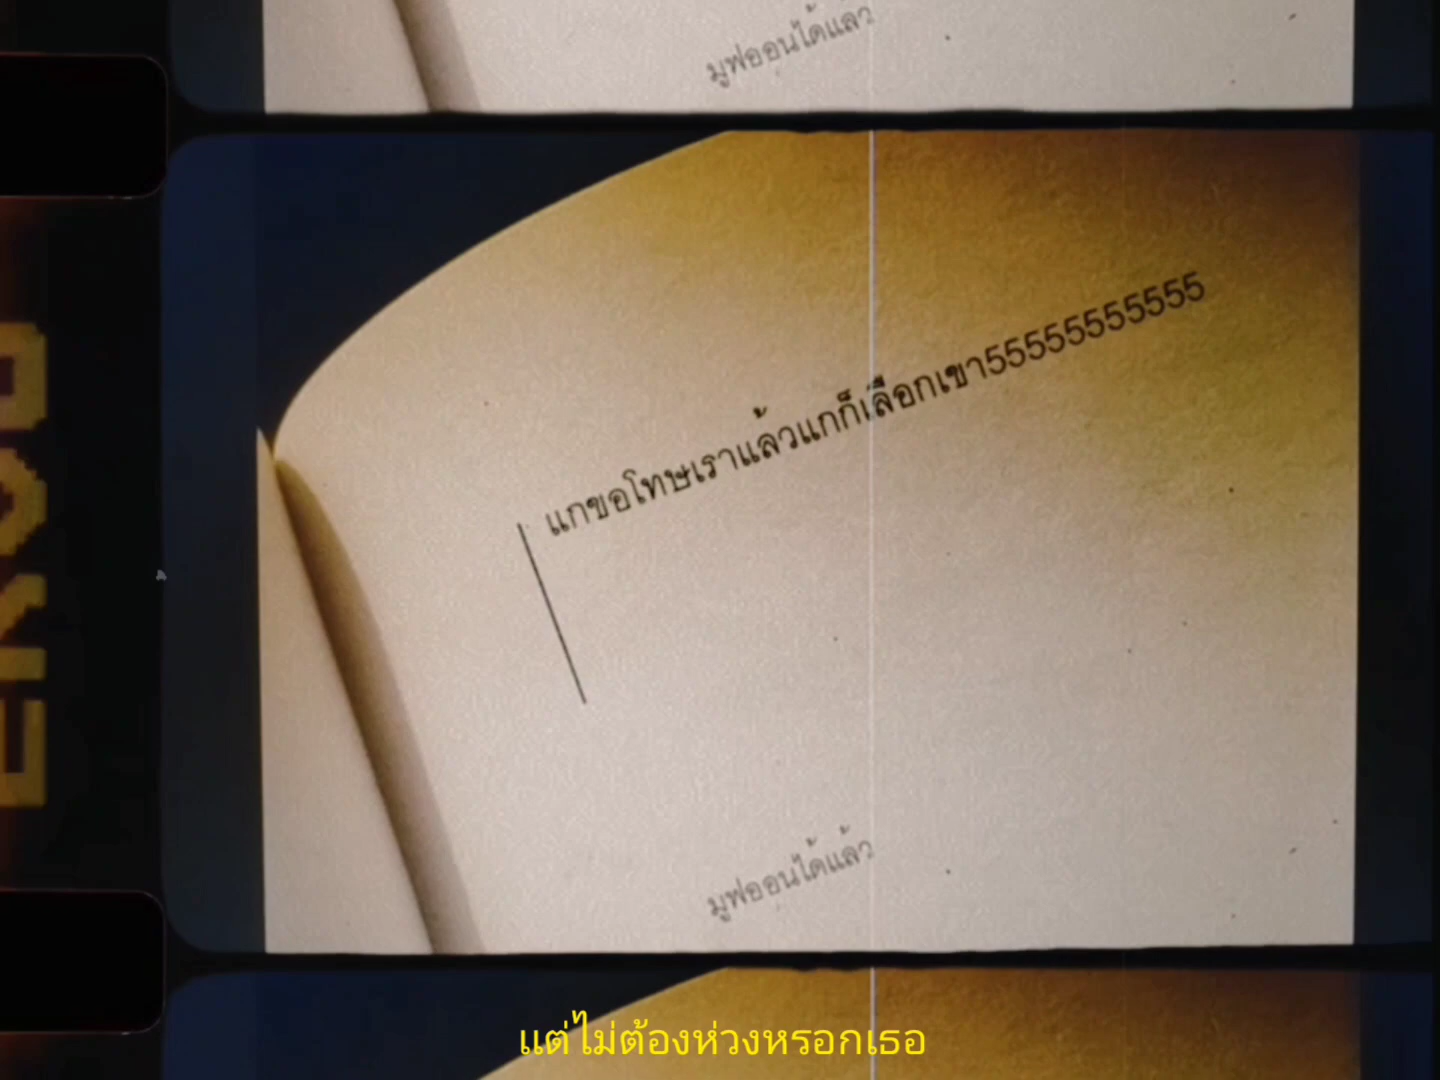 มูฟออนได้แล้ว
แกขอโทษเราแล้วแกก็เลือกเขา55555555555
มูฟออนได้แล้ว
แต่ไม่ต้องห่วงหรอกเธอ